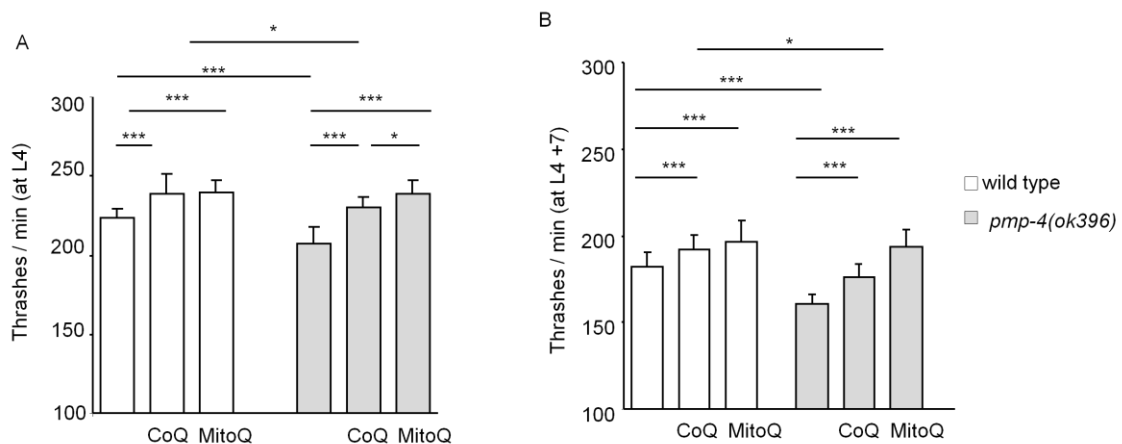 A
*
***
***
***
***
***
*
300
250
200
150
100
Thrashes / min (at L4)
CoQ MitoQ CoQ MitoQ
B
*
***
***
***
***
***
300
250
200
150
100
Thrashes / min (at L4 +7)
CoQ MitoQ CoQ MitoQ
wild type
pmp-4(ok396)